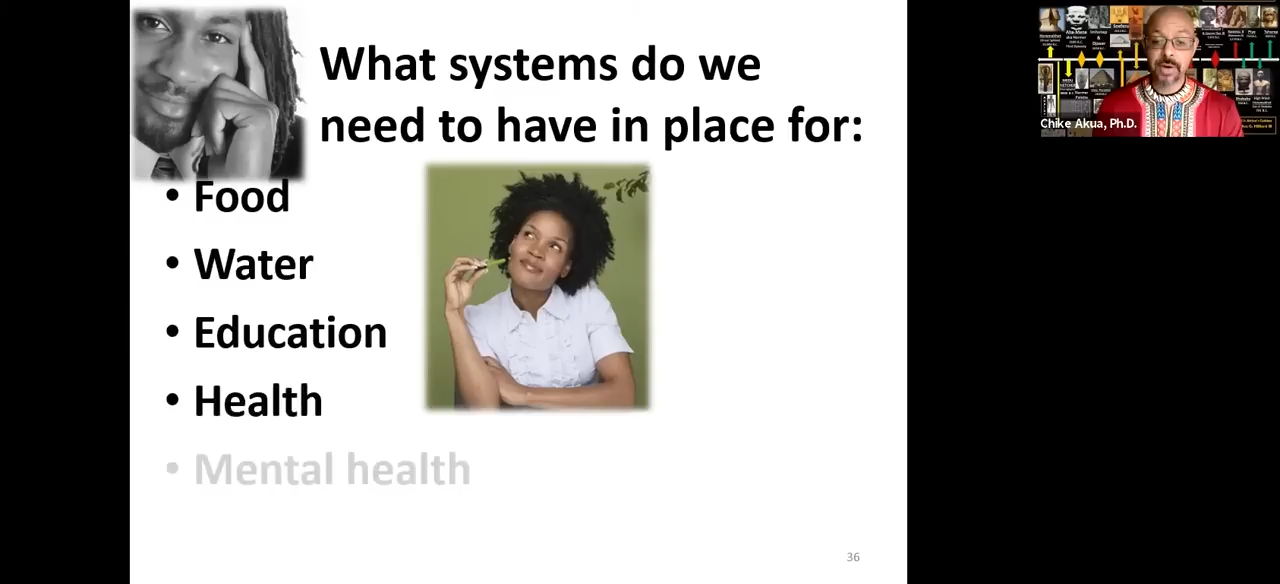 What systems do we
need to have in place for:
• Food
• Water
• Education
• Health
• Mental health
36
Chike Akua, Ph.D.